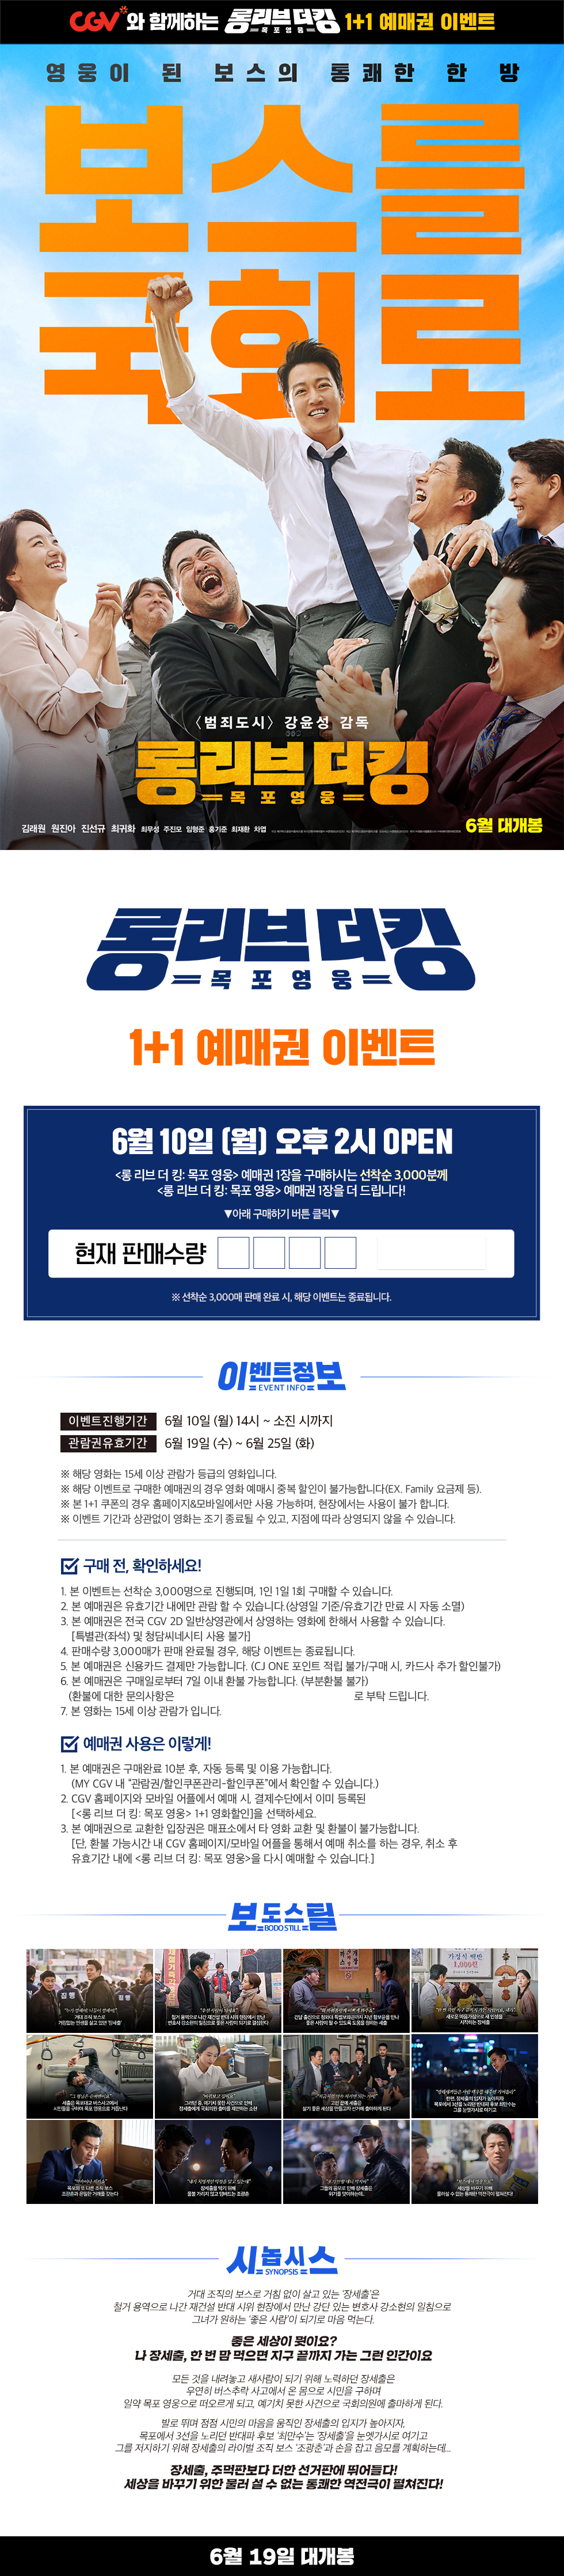 CGV와 함께하는 롱리브더킹 목포영웅 1+1 예매권 이벤트
영웅이 된 보스의 통쾌한 한 방
보스를
국회로
<범죄도시> 강윤성 감독
롱리브더킹
목포영웅
김래원 원진아 진선규 최귀화 최무성 주진모 임형준 홍기준 최재환 차엽
6월 대개봉
롱리브더킹
목포영웅
1+1 예매권 이벤트
6월 10일 (월) 오후 2시 OPEN
<롱 리브 더 킹: 목포 영웅> 예매권 1장을 구매하시는 선착순 3,000분께
<롱 리브 더 킹: 목포 영웅> 예매권 1장을 더 드립니다!
▼아래 구매하기 버튼 클릭▼
현재 판매수량
※ 선착순 3,000매 판매 완료 시, 해당 이벤트는 종료됩니다.
이벤트정보
EVENT INFO
이벤트진행기간 6월 10일 (월) 14시 ~ 소진 시까지
관람권유효기간 6월 19일 (수) ~ 6월 25일 (화)
※ 해당 영화는 15세 이상 관람가 등급의 영화입니다.
※ 해당 이벤트로 구매한 예매권의 경우 영화 예매시 중복 할인이 불가능합니다(EX. Family 요금제 등).
※ 본 1+1 쿠폰의 경우 홈페이지&모바일에서만 사용 가능하며, 현장에서는 사용이 불가 합니다.
※ 이벤트 기간과 상관없이 영화는 조기 종료될 수 있고, 지점에 따라 상영되지 않을 수 있습니다.
구매 전, 확인하세요!
1. 본 이벤트는 선착순 3,000명으로 진행되며, 1인 1일 1회 구매할 수 있습니다.
2. 본 예매권은 유효기간 내에만 관람 할 수 있습니다.(상영일 기준/유효기간 만료 시 자동 소멸)
3. 본 예매권은 전국 CGV 2D 일반상영관에서 상영하는 영화에 한해서 사용할 수 있습니다.
[특별관(좌석) 및 청담씨네시티 사용 불가]
4. 판매수량 3,000매가 판매 완료될 경우, 해당 이벤트는 종료됩니다.
5. 본 예매권은 신용카드 결제만 가능합니다. (CJ ONE 포인트 적립 불가/구매 시, 카드사 추가 할인불가)
6. 본 예매권은 구매일로부터 7일 이내 환불 가능합니다. (부분환불 불가)
(환불에 대한 문의사항은 로 부탁 드립니다.
7. 본 영화는 15세 이상 관람가 입니다.
예매권 사용은 이렇게!
1. 본 예매권은 구매완료 10분 후, 자동 등록 및 이용 가능합니다.
(MY CGV 내 "관람권/할인쿠폰관리-할인쿠폰"에서 확인할 수 있습니다.)
2. CGV 홈페이지와 모바일 어플에서 예매 시, 결제수단에서 이미 등록된
[<롱 리브 더 킹: 목포 영웅> 1+1 영화할인]을 선택하세요.
3. 본 예매권으로 교환한 입장권은 매표소에서 타 영화 교환 및 환불이 불가능합니다.
[단, 환불 가능시간 내 CGV 홈페이지/모바일 어플을 통해서 예매 취소를 하는 경우, 취소 후
유효기간 내에 <롱 리브 더 킹: 목포 영웅>을 다시 예매할 수 있습니다.]
보도스틸
BODO STILL
시놉시스
SYNOPSIS
거대 조직의 보스로 거침 없이 살고 있는 '장세출'은
철거 용역으로 나간 재건설 반대 시위 현장에서 만난 강단 있는 변호사 강소현의 일침으로
그녀가 원하는 '좋은 사람'이 되기로 마음 먹는다.
좋은 세상이 뭣이요?
나 장세출, 한 번 맘 먹으면 지구 끝까지 가는 그런 인간이요
모든 것을 내려놓고 새사람이 되기 위해 노력하던 장세출은
우연히 버스추락 사고에서 온 몸으로 시민을 구하며
일약 목포 영웅으로 떠오르게 되고, 예기치 못한 사건으로 국회의원에 출마하게 된다.
발로 뛰며 점점 시민의 마음을 움직인 장세출의 입지가 높아지자,
목포에서 3선을 노리던 반대파 후보 '최만수'는 '장세출'을 눈엣가시로 여기고
그를 저지하기 위해 장세출의 라이벌 조직 보스 '조광춘'과 손을 잡고 음모를 계획하는데...
장세출, 주먹판보다 더한 선거판에 뛰어들다!
세상을 바꾸기 위한 물러 설 수 없는 통쾌한 역전극이 펼쳐진다!
6월 19일 대개봉